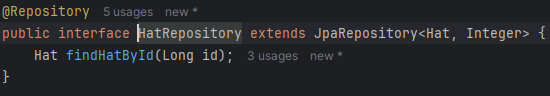 @Repository 5 usages new *
public interface HatRepository extends JpaRepository<Hat, Integer> {
Hat findHatById(Long id); 3 usages new *
}